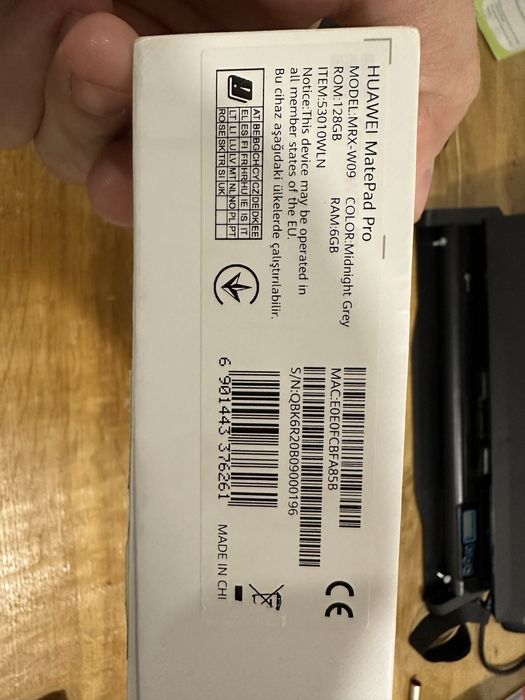 HUAWEI MatePad Pro
MODEL:MRX-W09 COLOR:Midnight Grey
ROM:128GB RAM:6GB
ITEM:53010WLN
Notice:This device may be operated in
all member states of the EU.
Bu cihaz aşağıdaki ülkelerde çalıştırılabilir.
AT BE BG CH CY CZ DE DK EE
EL ES FI FR HR HU IE IS IT
LT LI LU LV MT NL NO PL PT
RO SE SK TR SI UK
MAC:E0E0FCBFA85B
S/N:QBK6R20B09000196
6 901443 376261
CE
MADE IN CHI